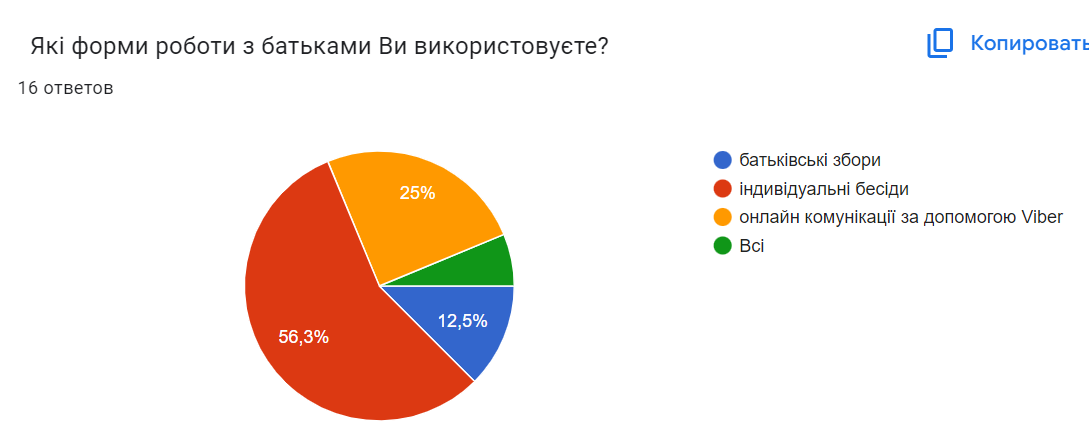 Які форми роботи з батьками Ви використовуєте?
Копировать
16 ответов
25%
56,3%
12,5%
батьківські збори
індивідуальні бесіди
онлайн комунікації за допомогою Viber
Всі